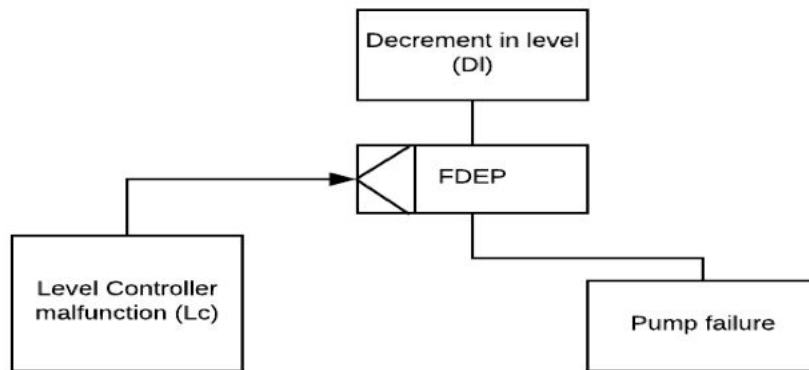 Decrement in level
(Dl)
FDEP
Level Controller
malfunction (Lc)
Pump failure